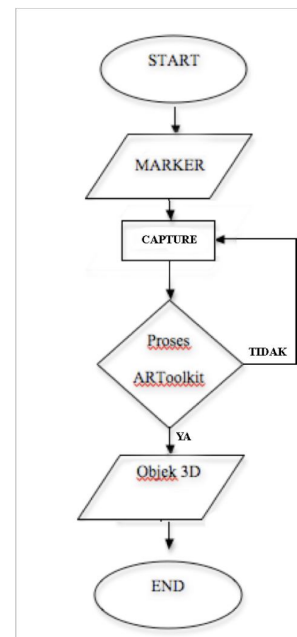 START
MARKER
CAPTURE
Proses
ARToolkit
TIDAK
YA
Objek 3D
END